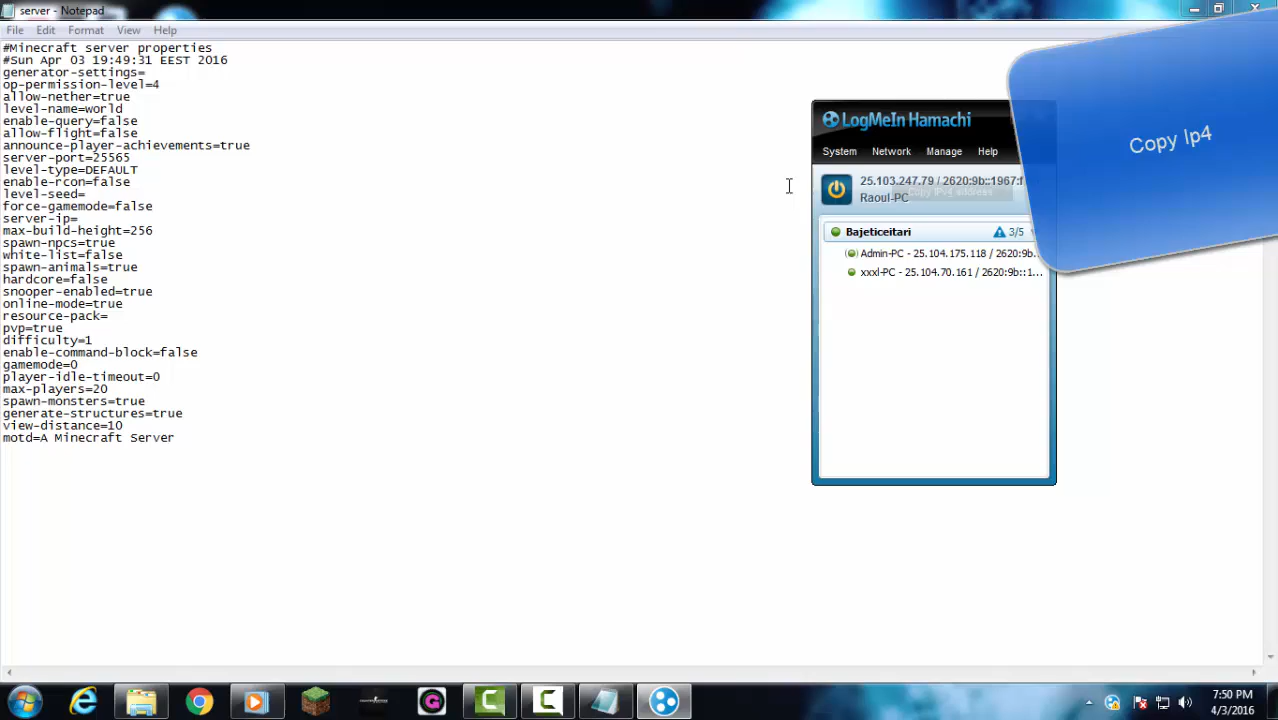 server - Notepad
File Edit Format View Help
#Minecraft server properties
#Sun Apr 03 19:49:31 EEST 2016
generator-settings=
op-permission-level=4
allow-nether=true
level-name=world
enable-query=false
allow-flight=false
announce-player-achievements=true
server-port=25565
level-type=DEFAULT
enable-rcon=false
level-seed=
force-gamemode=false
server-ip=
max-build-height=256
spawn-npcs=true
white-list=false
spawn-animals=true
hardcore=false
snooper-enabled=true
online-mode=true
resource-pack=
pvp=true
difficulty=1
enable-command-block=false
gamemode=0
player-idle-timeout=0
max-players=20
spawn-monsters=true
generate-structures=true
view-distance=10
motd=A Minecraft Server
Copy Ip4
LogMeIn Hamachi
System Network Manage Help
25.103.247.79 / 2620:9b::1967:f
Copy IPv4 address
Raoul-PC
Bajeticeitari 3/5
Admin-PC - 25.104.175.118 / 2620:9b...
xxxl-PC - 25.104.70.161 / 2620:9b::1...
7:50 PM
4/3/2016